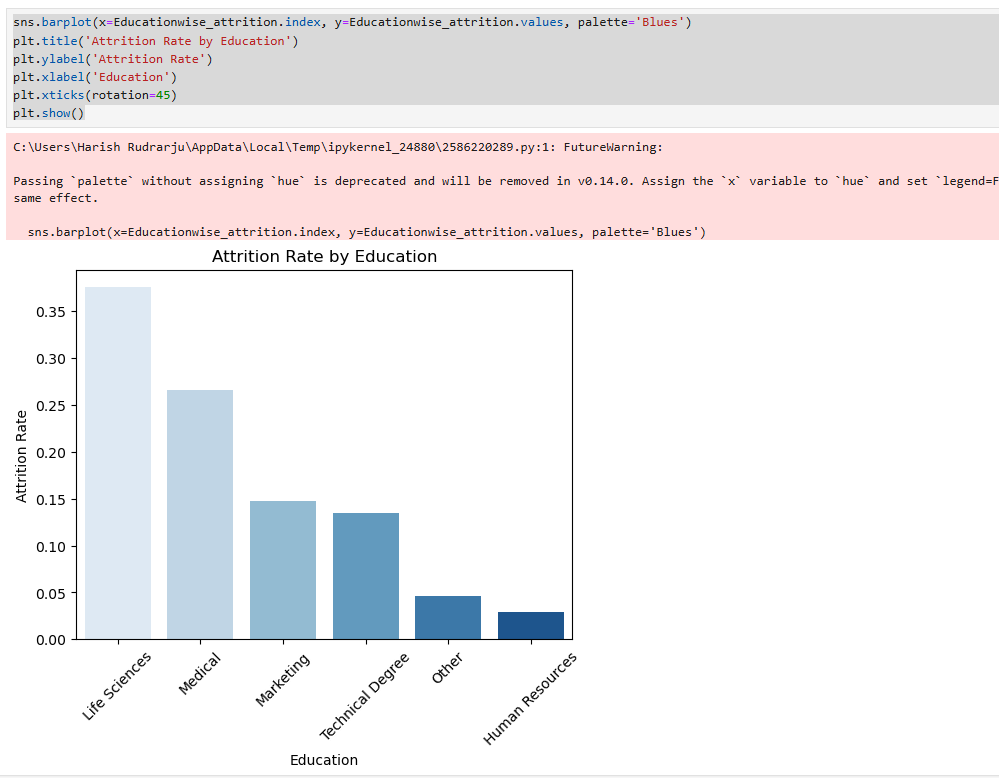 sns.barplot(x=Educationwise_attrition.index, y=Educationwise_attrition.values, palette='Blues')
plt.title('Attrition Rate by Education')
plt.ylabel('Attrition Rate')
plt.xlabel('Education')
plt.xticks(rotation=45)
plt.show()
C:\Users\Harish Rudrarju\AppData\Local\Temp\ipykernel_24880\2586220289.py:1: FutureWarning:
Passing `palette` without assigning `hue` is deprecated and will be removed in v0.14.0. Assign the `x` variable to `hue` and set `legend=F
same effect.
sns.barplot(x=Educationwise_attrition.index, y=Educationwise_attrition.values, palette='Blues')
Attrition Rate by Education
0.35
0.30
0.25
0.20
0.15
0.10
0.05
0.00
Attrition Rate
Life Sciences
Medical
Marketing
Technical Degree
Other
Human Resources
Education